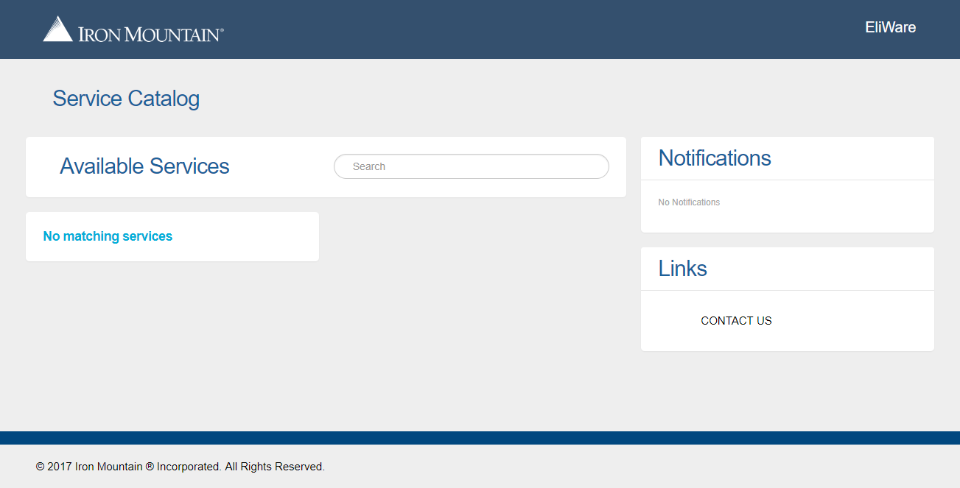 IRON MOUNTAIN®
EliWare
Service Catalog
Available Services
Search
No matching services
Notifications
No Notifications
Links
CONTACT US
© 2017 Iron Mountain ® Incorporated. All Rights Reserved.